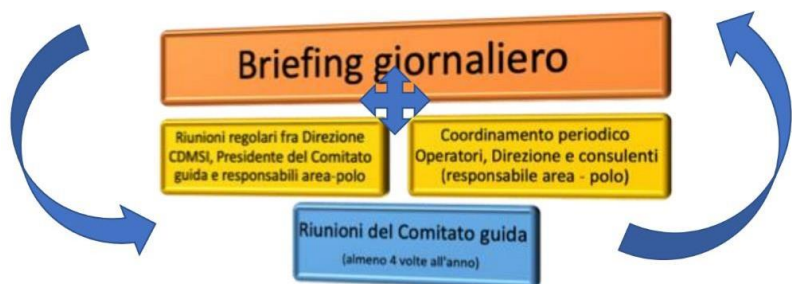 Briefing giornaliero
Riunioni regolari fra Direzione
CDMSI, Presidente del Comitato
guida e responsabili area-polo
Coordinamento periodico
Operatori, Direzione e consulenti
(responsabile area - polo)
Riunioni del Comitato guida
(almeno 4 volte all'anno)